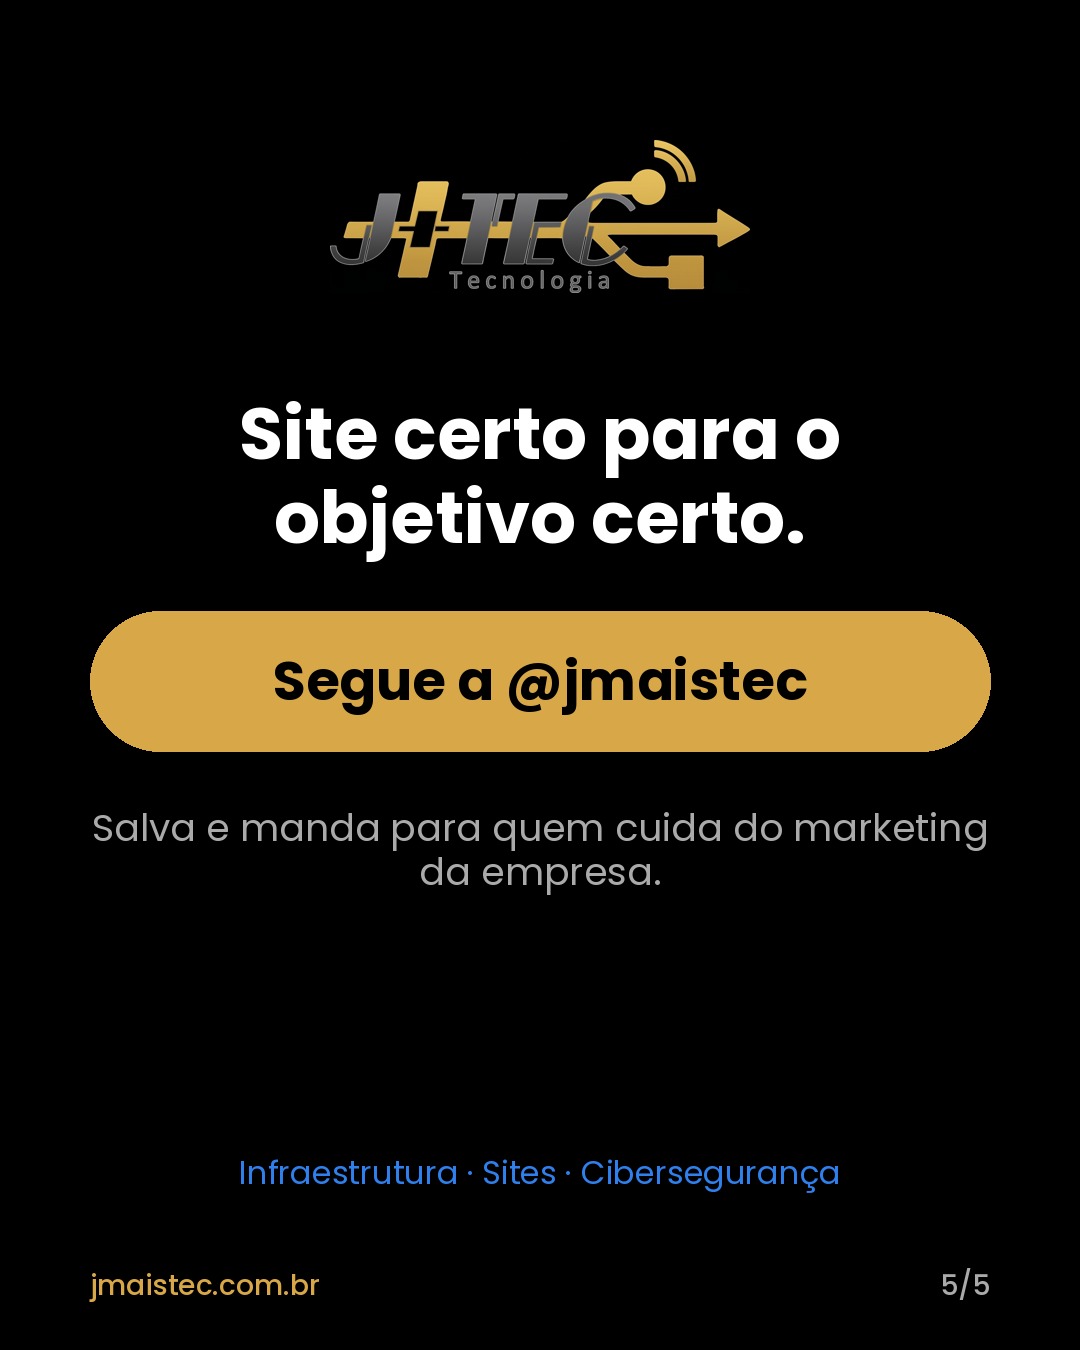 J+TEC
Tecnologia
Site certo para o
objetivo certo.
Segue a @jmaistec
Salva e manda para quem cuida do marketing
da empresa.
Infraestrutura · Sites · Cibersegurança
jmaistec.com.br
5/5